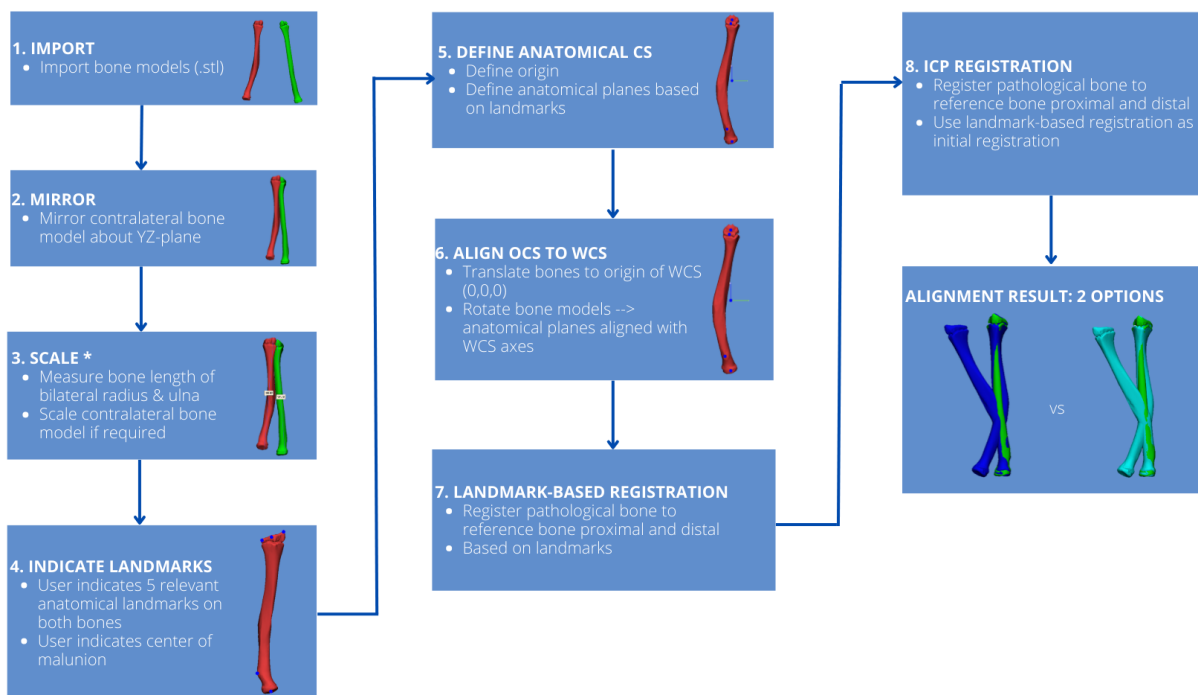 1. IMPORT
• Import bone models (.stl)
2. MIRROR
• Mirror contralateral bone
model about YZ-plane
3. SCALE *
• Measure bone length of
bilateral radius & ulna
• Scale contralateral bone
model if required
4. INDICATE LANDMARKS
• User indicates 5 relevant
anatomical landmarks on
both bones
• User indicates center of
malunion
5. DEFINE ANATOMICAL CS
• Define origin
• Define anatomical planes based
on landmarks
6. ALIGN OCS TO WCS
• Translate bones to origin of WCS
(0,0,0)
• Rotate bone models -->
anatomical planes aligned with
WCS axes
7. LANDMARK-BASED REGISTRATION
• Register pathological bone to
reference bone proximal and distal
• Based on landmarks
8. ICP REGISTRATION
• Register pathological bone to
reference bone proximal and distal
• Use landmark-based registration as
initial registration
ALIGNMENT RESULT: 2 OPTIONS
vs